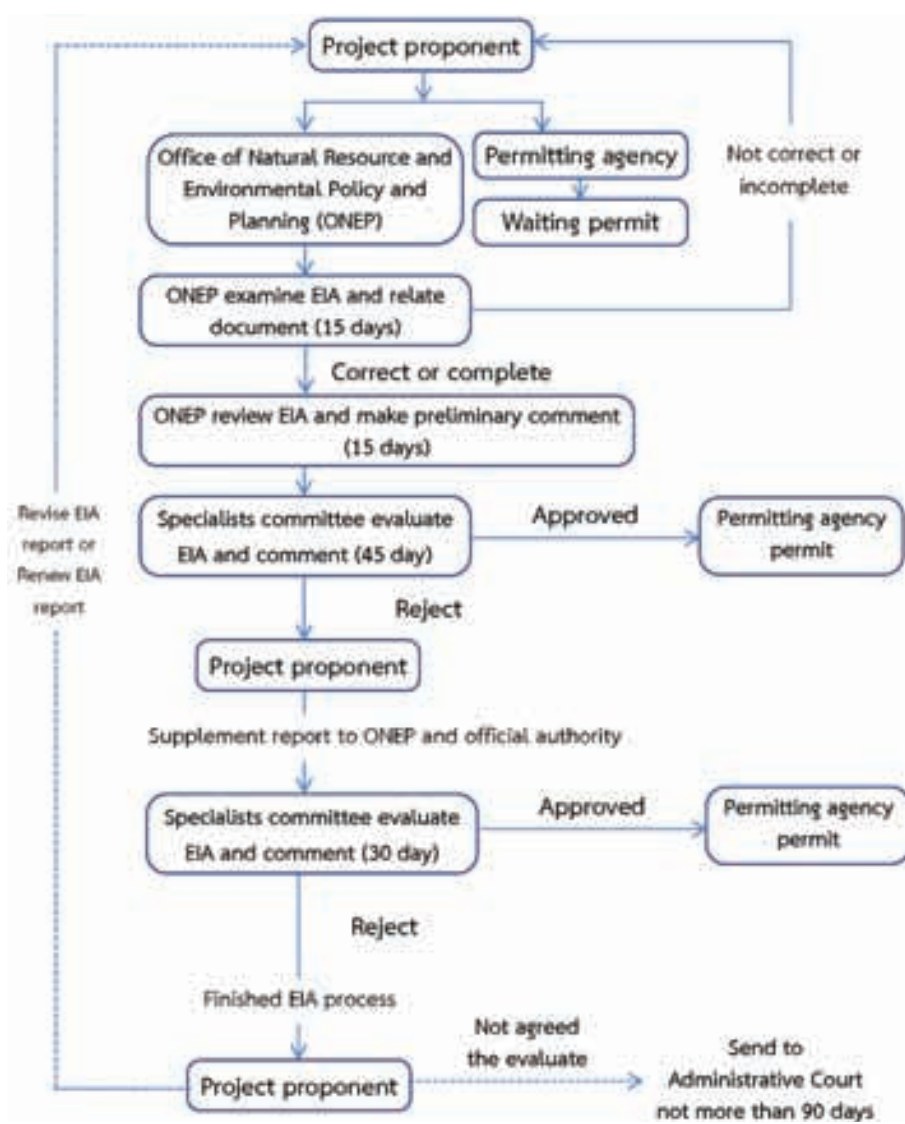 Project proponent
Office of Natural Resource and
Environmental Policy and
Planning (ONEP)
Permitting agency
Waiting permit
Not correct or
incomplete
ONEP examine EIA and relate
document (15 days)
Correct or complete
ONEP review EIA and make preliminary comment
(15 days)
Specialists committee evaluate
EIA and comment (45 day)
Approved
Permitting agency
permit
Revise EIA
report or
Renew EIA
report
Reject
Project proponent
Supplement report to ONEP and official authority
Specialists committee evaluate
EIA and comment (30 day)
Approved
Permitting agency
permit
Reject
Finished EIA process
Project proponent
Not agreed
the evaluate
Send to
Administrative Court
not more than 90 days